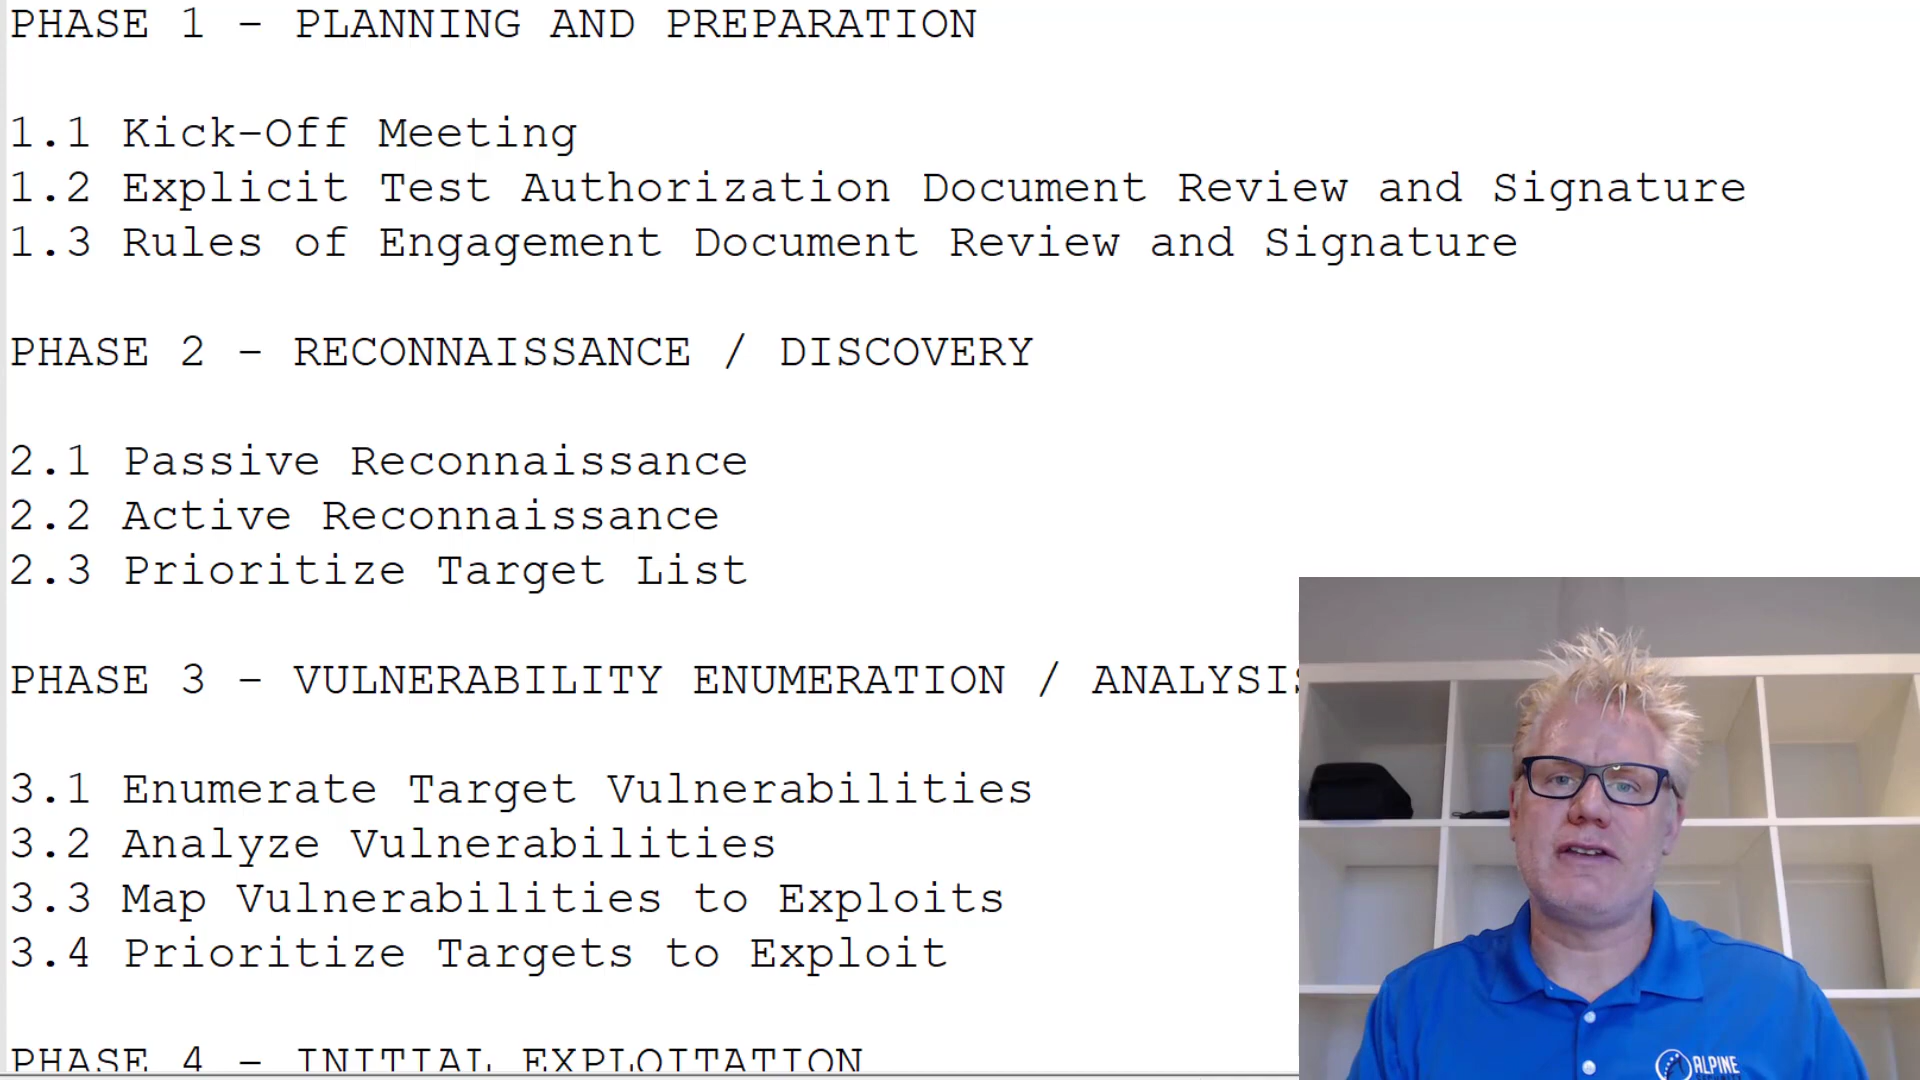 PHASE 1 - PLANNING AND PREPARATION
1.1 Kick-Off Meeting
1.2 Explicit Test Authorization Document Review and Signature
1.3 Rules of Engagement Document Review and Signature
PHASE 2 - RECONNAISSANCE / DISCOVERY
2.1 Passive Reconnaissance
2.2 Active Reconnaissance
2.3 Prioritize Target List
PHASE 3 - VULNERABILITY ENUMERATION / ANALYSIS
3.1 Enumerate Target Vulnerabilities
3.2 Analyze Vulnerabilities
3.3 Map Vulnerabilities to Exploits
3.4 Prioritize Targets to Exploit
PHASE 4 - INITIAL EXPLOITATION
ALPINE